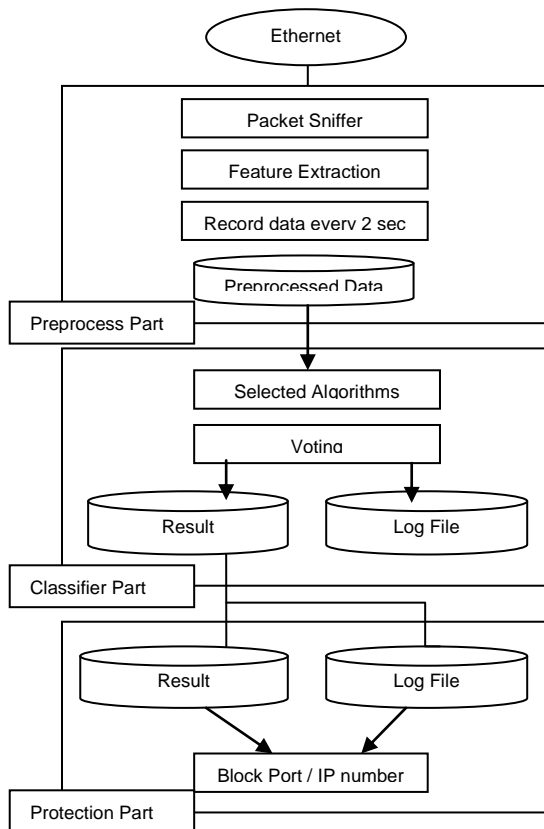 Ethernet
Packet Sniffer
Feature Extraction
Record data every 2 sec
Preprocessed Data
Preprocess Part
Selected Algorithms
Voting
Result
Log File
Classifier Part
Result
Log File
Block Port / IP number
Protection Part